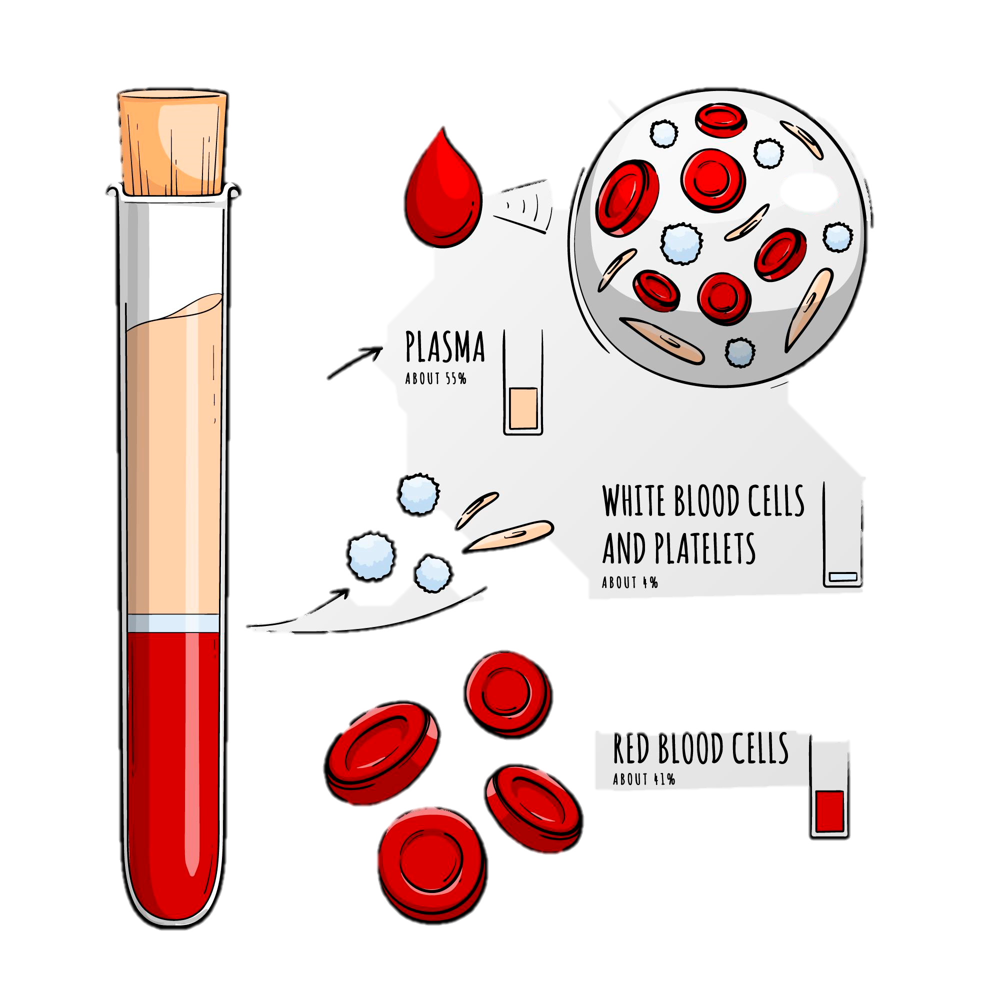 PLASMA
ABOUT 55%
WHITE BLOOD CELLS
AND PLATELETS
ABOUT 4%
RED BLOOD CELLS
ABOUT 41%